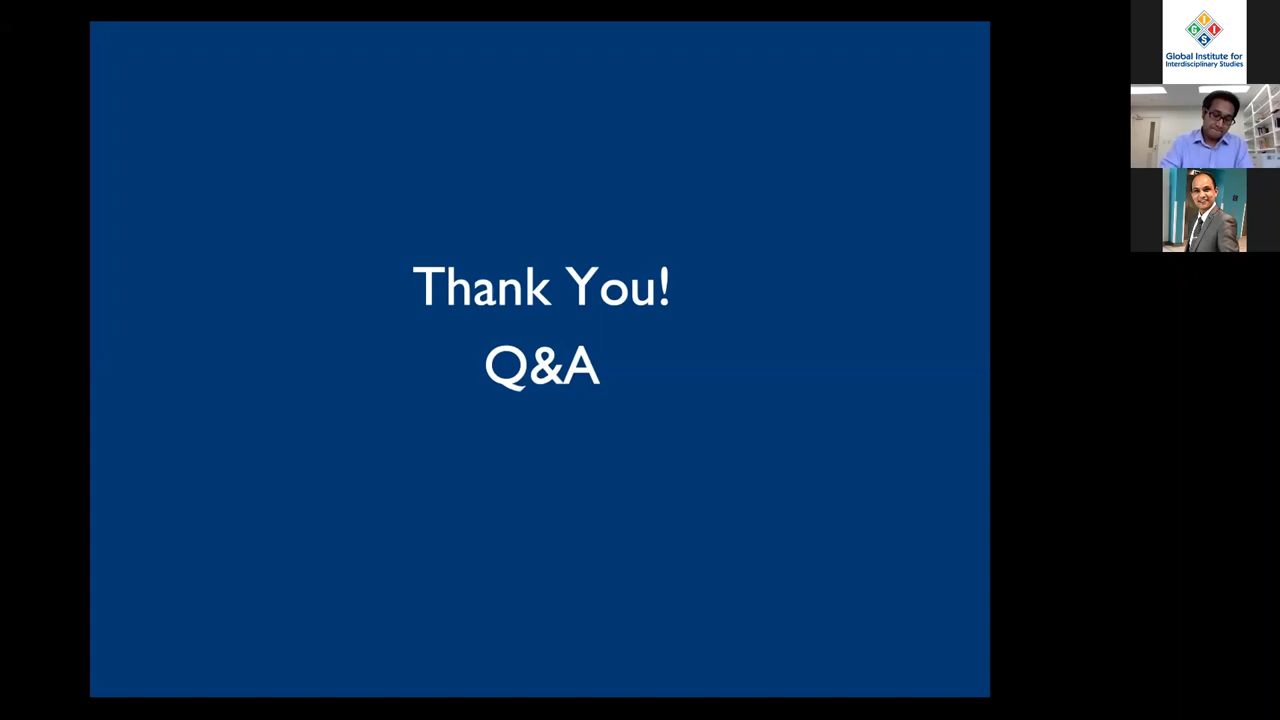 Thank You!
Q&A
G
I
I
S
Global Institute for
Interdisciplinary Studies